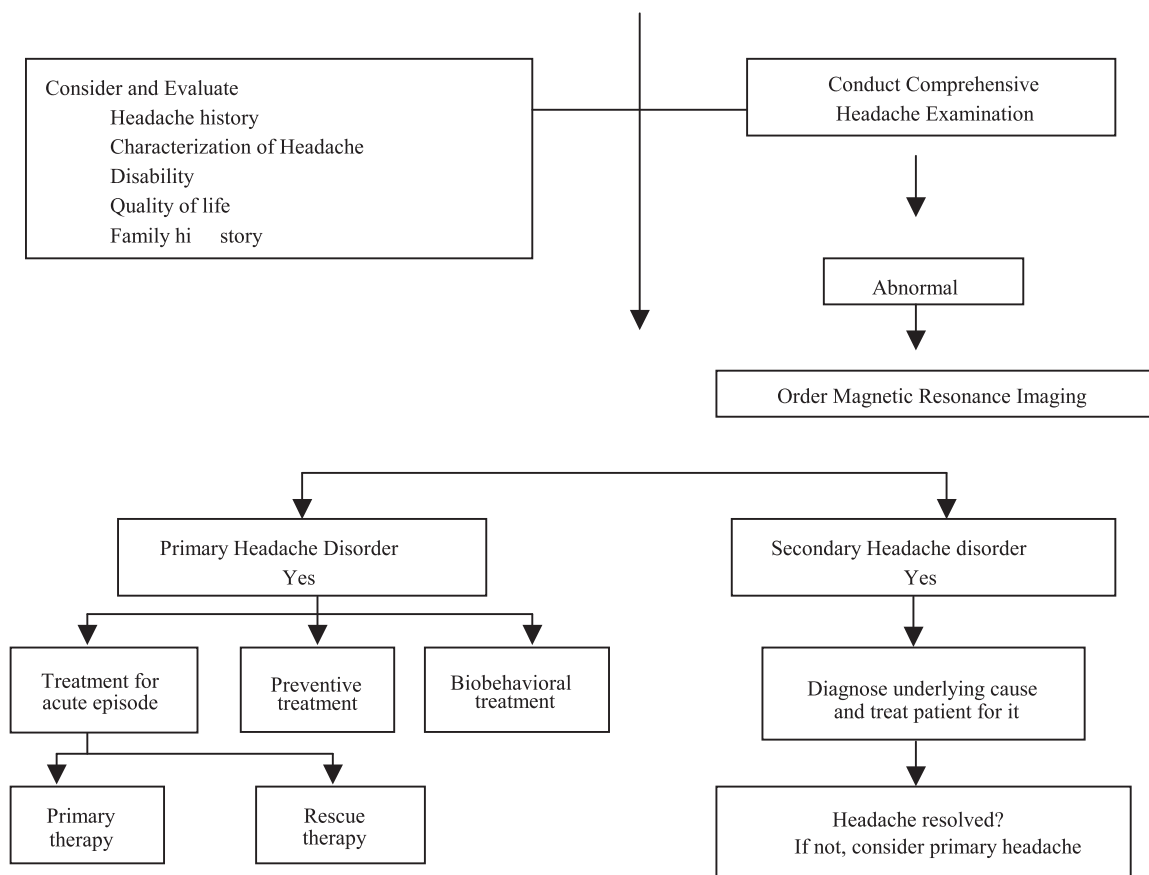 Consider and Evaluate
Headache history
Characterization of Headache
Disability
Quality of life
Family hi story
Conduct Comprehensive
Headache Examination
Abnormal
Order Magnetic Resonance Imaging
Primary Headache Disorder
Yes
Secondary Headache disorder
Yes
Treatment for
acute episode
Preventive
treatment
Biobehavioral
treatment
Diagnose underlying cause
and treat patient for it
Primary
therapy
Rescue
therapy
Headache resolved?
If not, consider primary headache